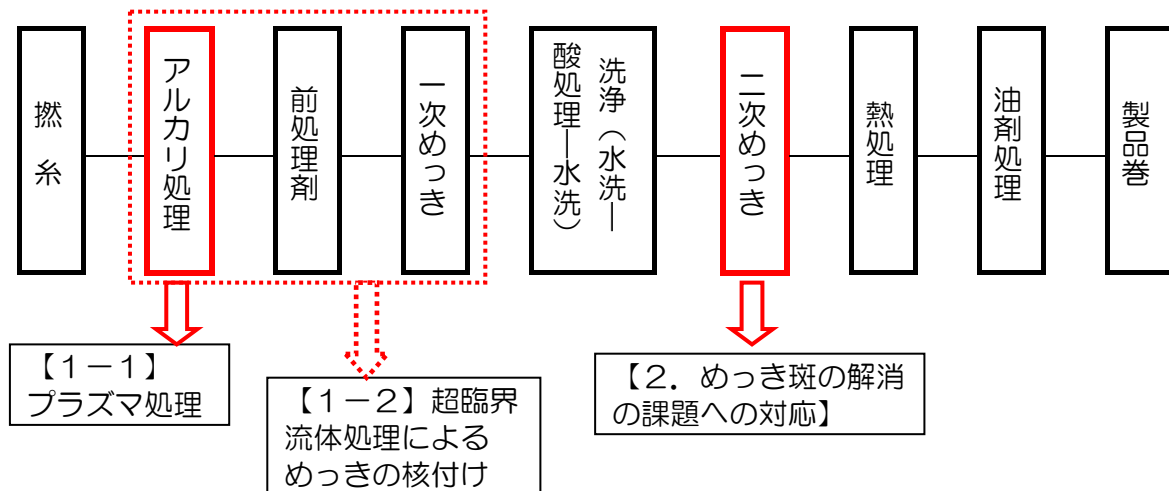 撚糸
アルカリ処理
前処理剤
一次めっき
洗浄（水洗―
酸処理―水洗）
二次めっき
熱処理
油剤処理
製品巻
【１－１】
プラズマ処理
【１－２】超臨界
流体処理による
めっきの核付け
【２．めっき斑の解消
の課題への対応】